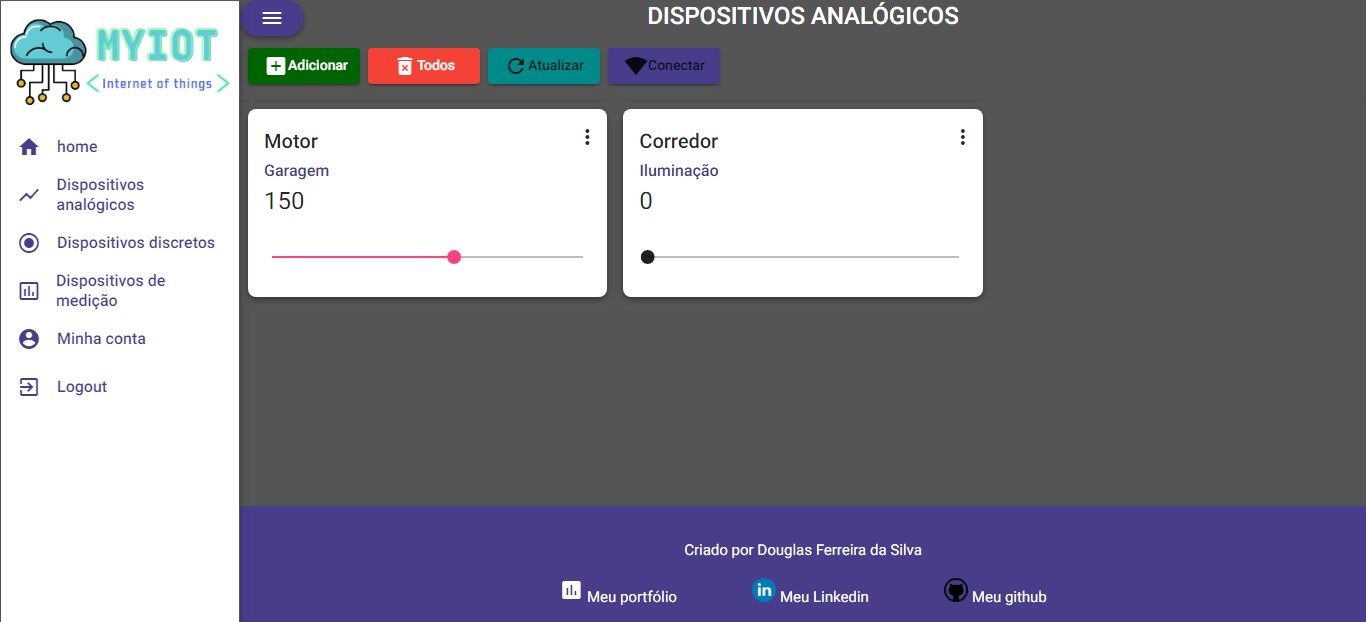 MYIOT
Internet of things
home
Dispositivos
analógicos
Dispositivos discretos
Dispositivos de
medição
Minha conta
Logout
DISPOSITIVOS ANALÓGICOS
Adicionar
Todos
Atualizar
Conectar
Motor
Garagem
150
Corredor
Iluminação
0
Criado por Douglas Ferreira da Silva
Meu portfólio
in Meu Linkedin
Meu github